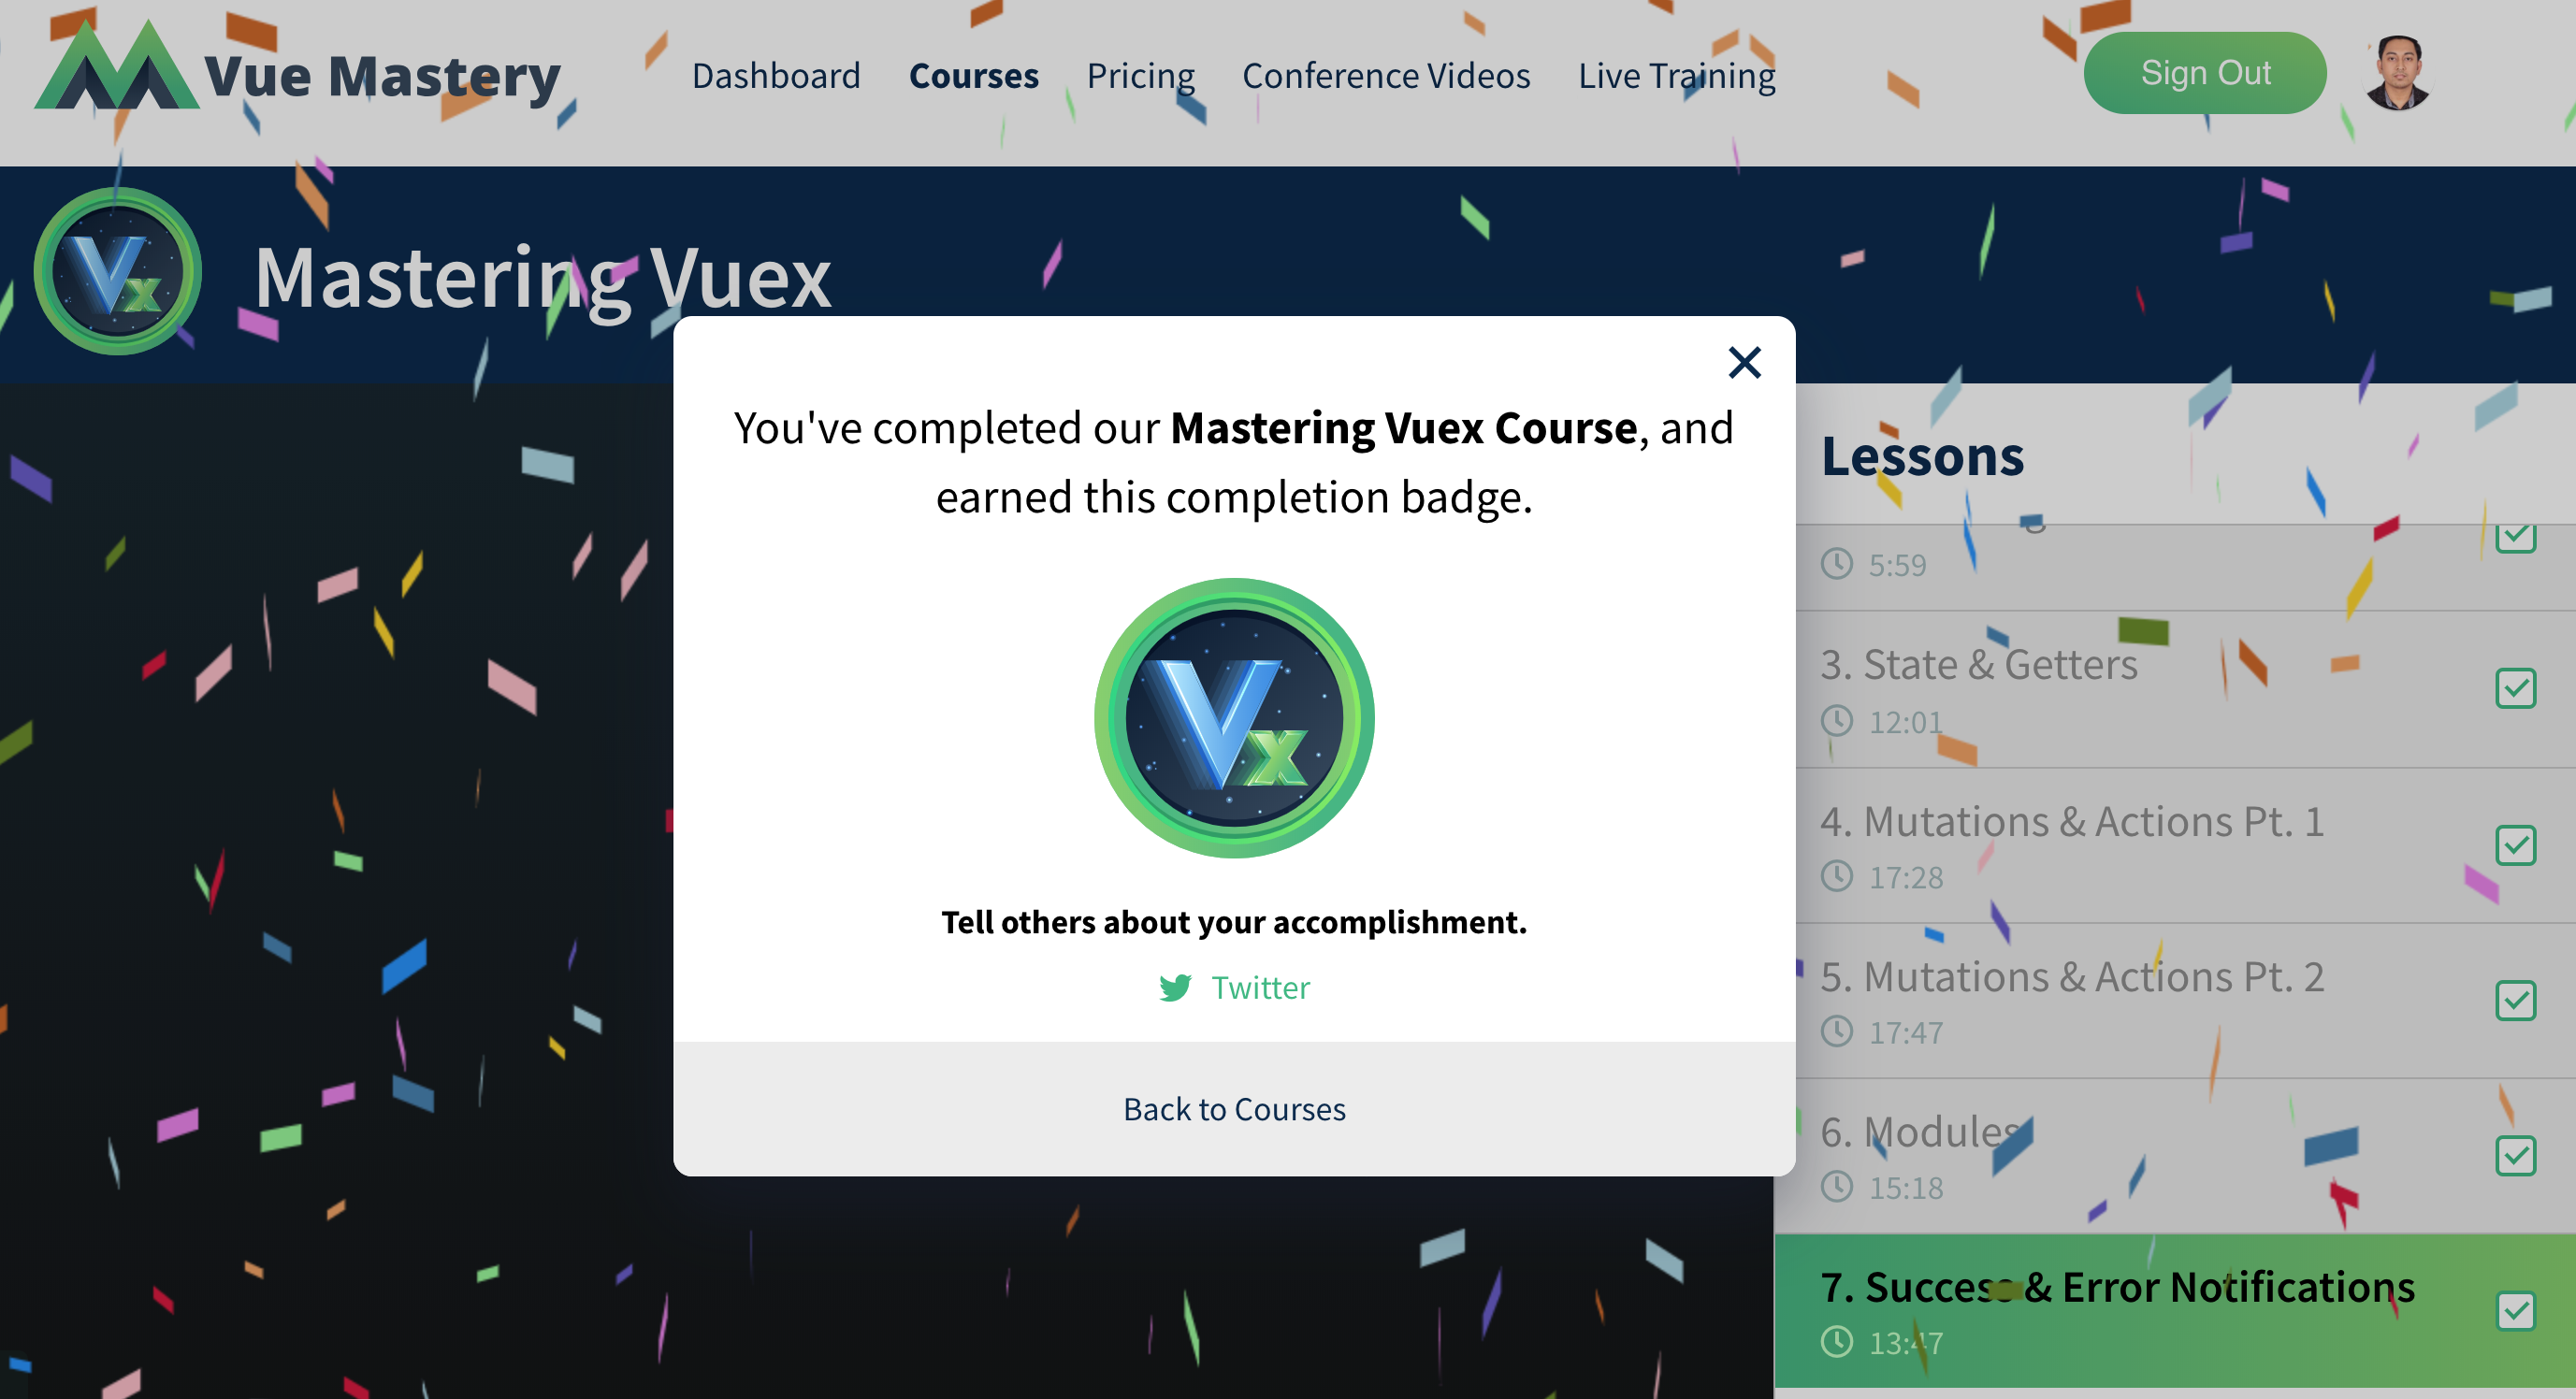 Vue Mastery
Dashboard Courses Pricing Conference Videos Live Training
Sign Out
Mastering Vuex
You've completed our Mastering Vuex Course, and
earned this completion badge.
Vx
Tell others about your accomplishment.
Twitter
Back to Courses
Lessons
5:59
3. State & Getters
12:01
4. Mutations & Actions Pt. 1
17:28
5. Mutations & Actions Pt. 2
17:47
6. Modules
15:18
7. Success & Error Notifications
13:47